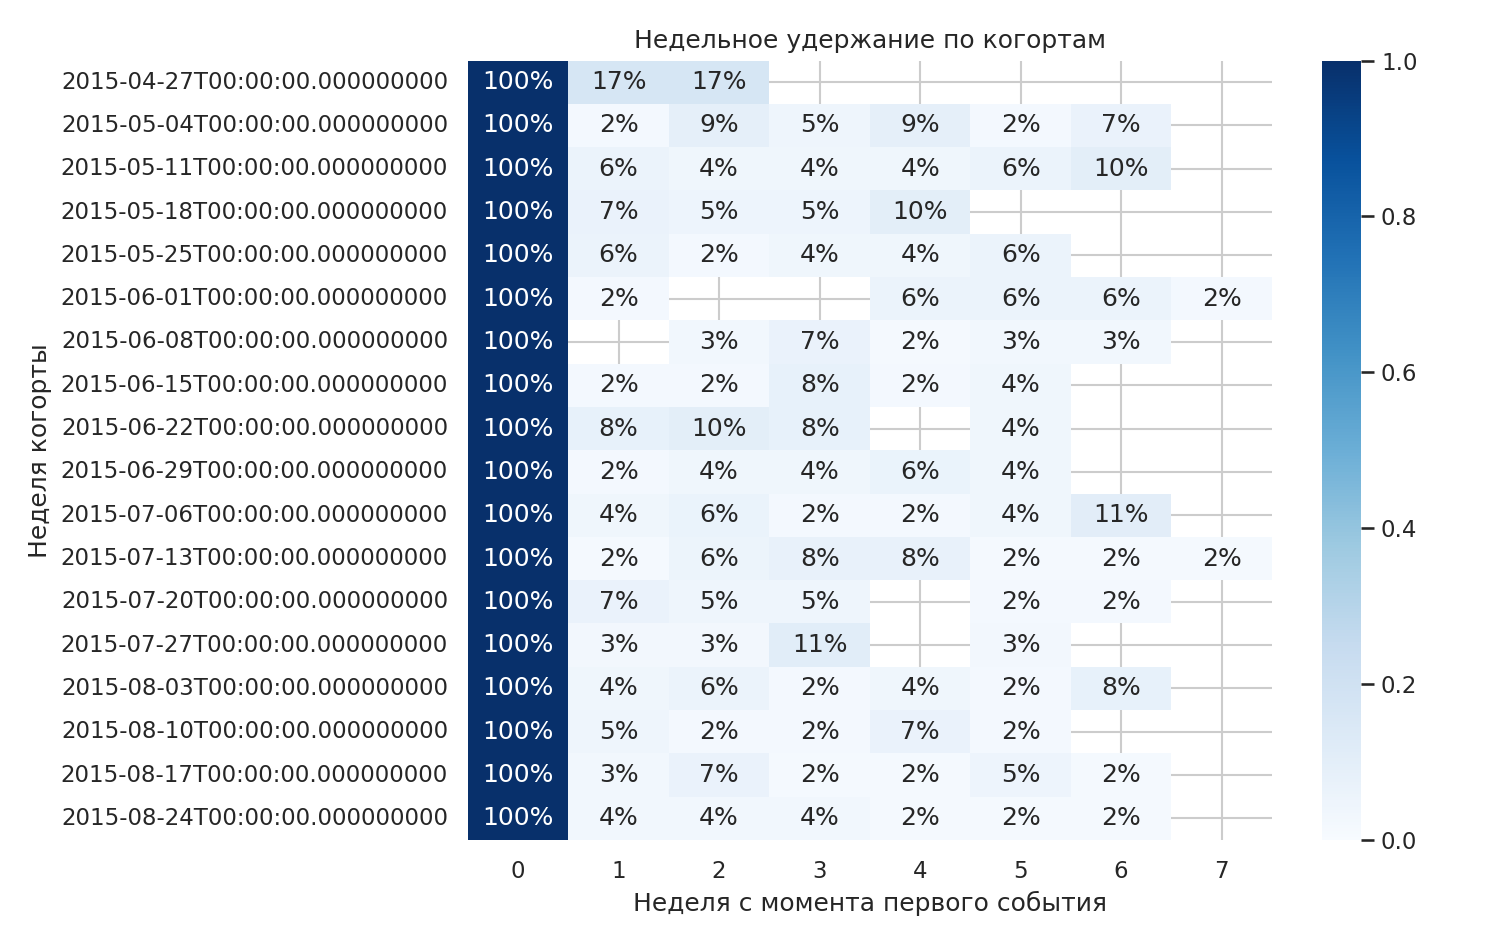 Недельное удержание по когортам
2015-04-27T00:00:00.000000000 100% 17% 17%
2015-05-04T00:00:00.000000000 100% 2% 9% 5% 9% 2% 7%
2015-05-11T00:00:00.000000000 100% 6% 4% 4% 4% 6% 10%
2015-05-18T00:00:00.000000000 100% 7% 5% 5% 10%
2015-05-25T00:00:00.000000000 100% 6% 2% 4% 4% 6%
2015-06-01T00:00:00.000000000 100% 2% 6% 6% 6% 2%
2015-06-08T00:00:00.000000000 100% 3% 7% 2% 3% 3%
2015-06-15T00:00:00.000000000 100% 2% 2% 8% 2% 4%
2015-06-22T00:00:00.000000000 100% 8% 10% 8% 4%
2015-06-29T00:00:00.000000000 100% 2% 4% 4% 6% 4%
2015-07-06T00:00:00.000000000 100% 4% 6% 2% 2% 4% 11%
2015-07-13T00:00:00.000000000 100% 2% 6% 8% 8% 2% 2% 2%
2015-07-20T00:00:00.000000000 100% 7% 5% 5% 2% 2%
2015-07-27T00:00:00.000000000 100% 3% 3% 11% 3%
2015-08-03T00:00:00.000000000 100% 4% 6% 2% 4% 2% 8%
2015-08-10T00:00:00.000000000 100% 5% 2% 2% 7% 2%
2015-08-17T00:00:00.000000000 100% 3% 7% 2% 2% 5% 2%
2015-08-24T00:00:00.000000000 100% 4% 4% 4% 2% 2% 2%
0 1 2 3 4 5 6 7
Неделя с момента первого события
Неделя когорты
1.0
0.8
0.6
0.4
0.2
0.0